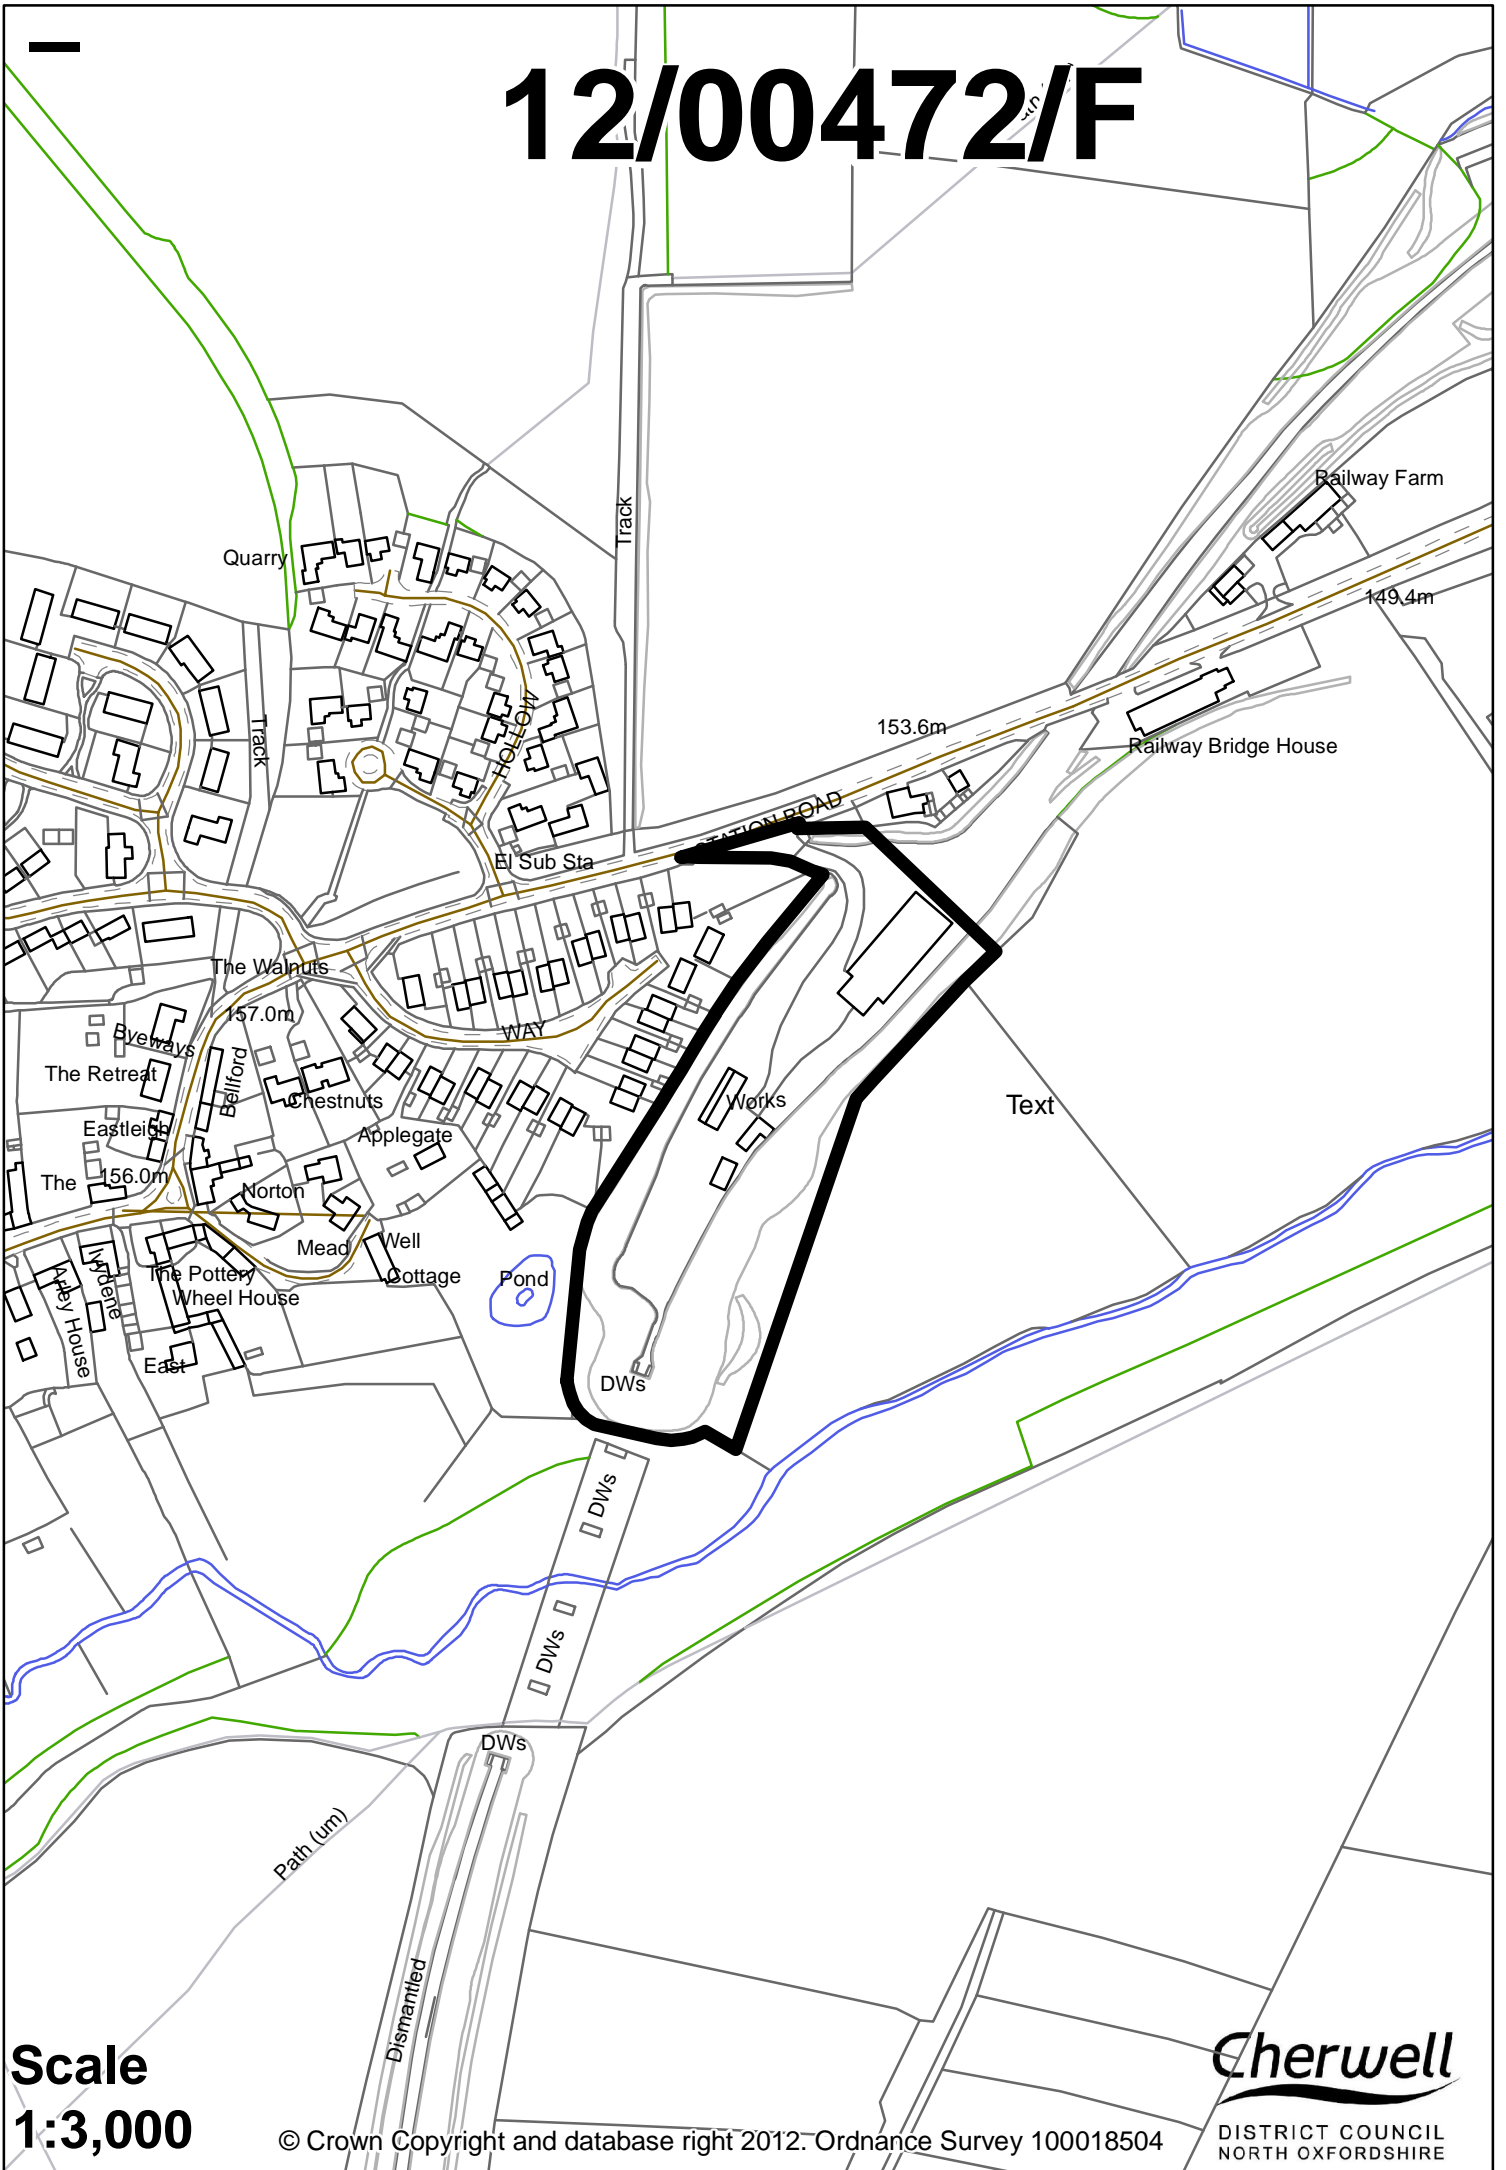 12/00472/F
Railway Farm
149.4m
Track
Quarry
HOLLOW
Track
153.6m
Railway Bridge House
STATION ROAD
El Sub Sta
The Walnuts
157.0m
WAY
Byeways
The Retreat
Bellford
Chestnuts
Works
Text
Eastleigh
Applegate
The
156.0m
Norton
Mead
Well
Cottage
Pond
The Pottery
Wheel House
Ivydene
Arley House
East
DWs
DWs
DWs
DWs
Path (um)
Dismantled
Scale
1:3,000
© Crown Copyright and database right 2012. Ordnance Survey 100018504
Cherwell
DISTRICT COUNCIL
NORTH OXFORDSHIRE